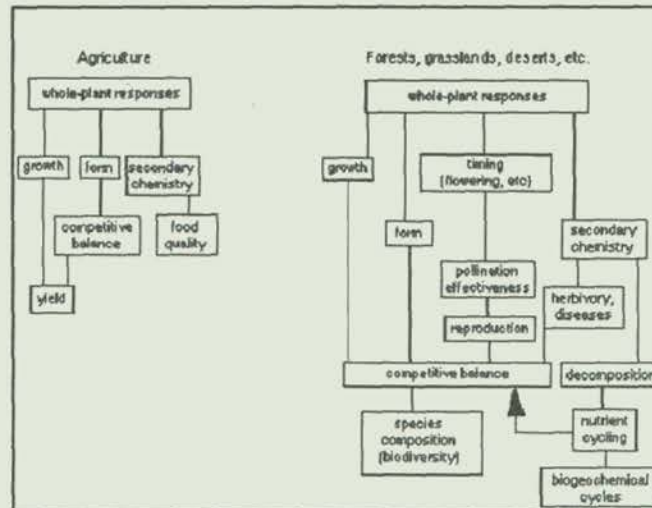 Agriculture
whole-plant responses
growth
form
secondary
chemistry
competitive
balance
food
quality
yield
Forests, grasslands, deserts, etc.
whole-plant responses
growth
timing
(flowering, etc)
form
secondary
chemistry
pollination
effectiveness
herbivory,
diseases
reproduction
competitive balance
decomposition
species
composition
(biodiversity)
nutrient
cycling
biogeochemical
cycles